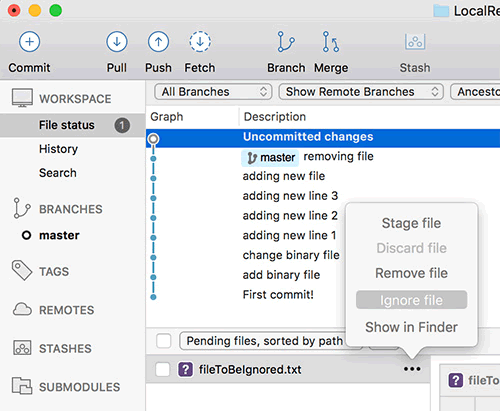 LocalRe
Commit
Pull
Push
Fetch
Branch
Merge
Stash
WORKSPACE
File status
1
History
Search
BRANCHES
master
TAGS
REMOTES
STASHES
SUBMODULES
All Branches
Show Remote Branches
Ancesto
Graph
Description
Uncommitted changes
master removing file
adding new file
adding new line 3
adding new line 2
adding new line 1
change binary file
add binary file
First commit!
Stage file
Discard file
Remove file
Ignore file
Show in Finder
Pending files, sorted by path
? fileToBeIgnored.txt •••
? fileTo